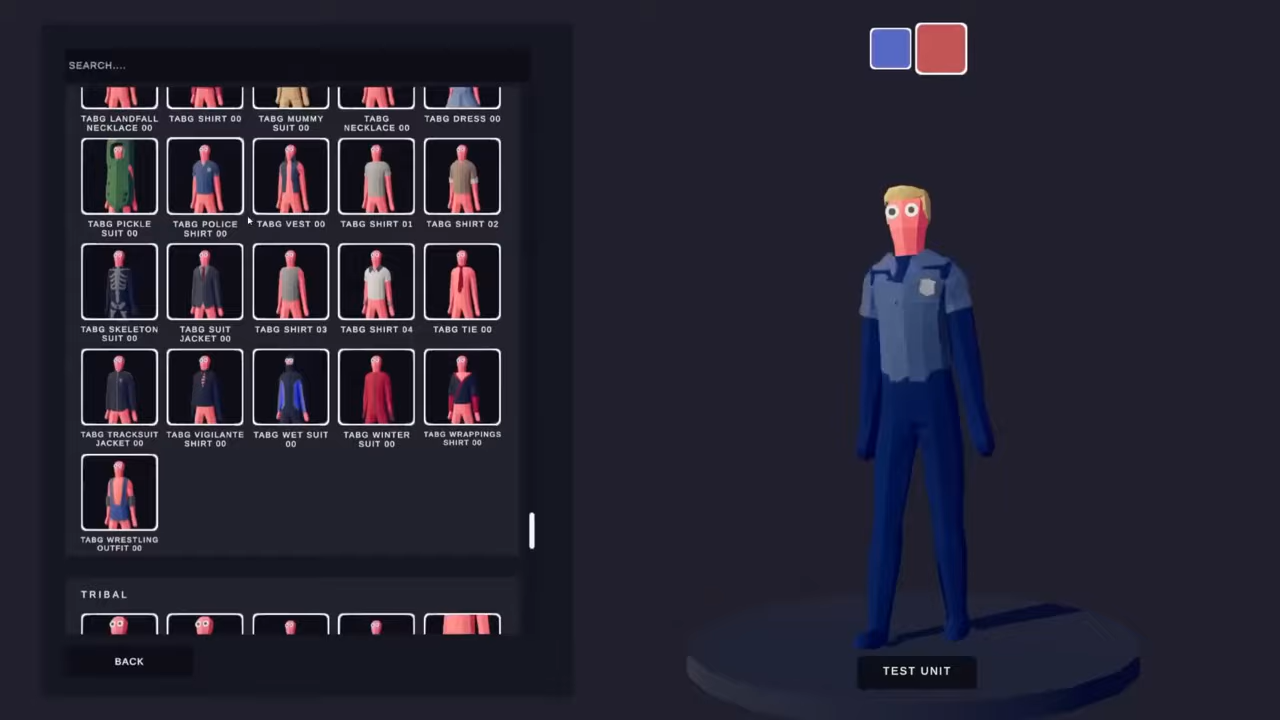 SEARCH....
TABG LANDFALL
NECKLACE 00
TABG SHIRT 00
TABG MUMMY
SUIT 00
TABG
NECKLACE 00
TABG DRESS 00
TABG PICKLE
SUIT 00
TABG POLICE
SHIRT 00
TABG VEST 00
TABG SHIRT 01
TABG SHIRT 02
TABG SKELETON
SUIT 00
TABG SUIT
JACKET 00
TABG SHIRT 03
TABG SHIRT 04
TABG TIE 00
TABG TRACKSUIT
JACKET 00
TABG VIGILANTE
SHIRT 00
TABG WET SUIT
00
TABG WINTER
SUIT 00
TABG WRAPPINGS
SHIRT 00
TABG WRESTLING
OUTFIT 00
TRIBAL
BACK
TEST UNIT